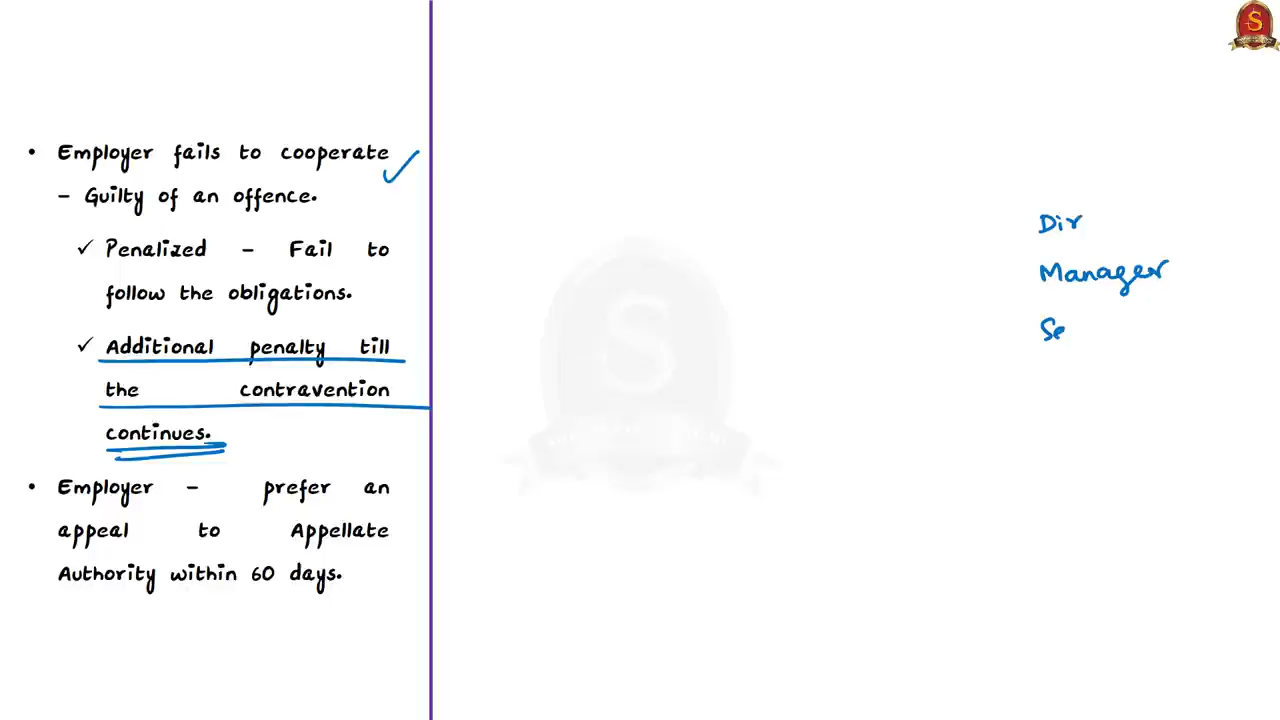 • Employer fails to cooperate
– Guilty of an offence.
✓ Penalized – Fail to
follow the obligations.
✓ Additional penalty till
the contravention
continues.
• Employer – prefer an
appeal to Appellate
Authority within 60 days.
Dir
Manager
Se
S
S